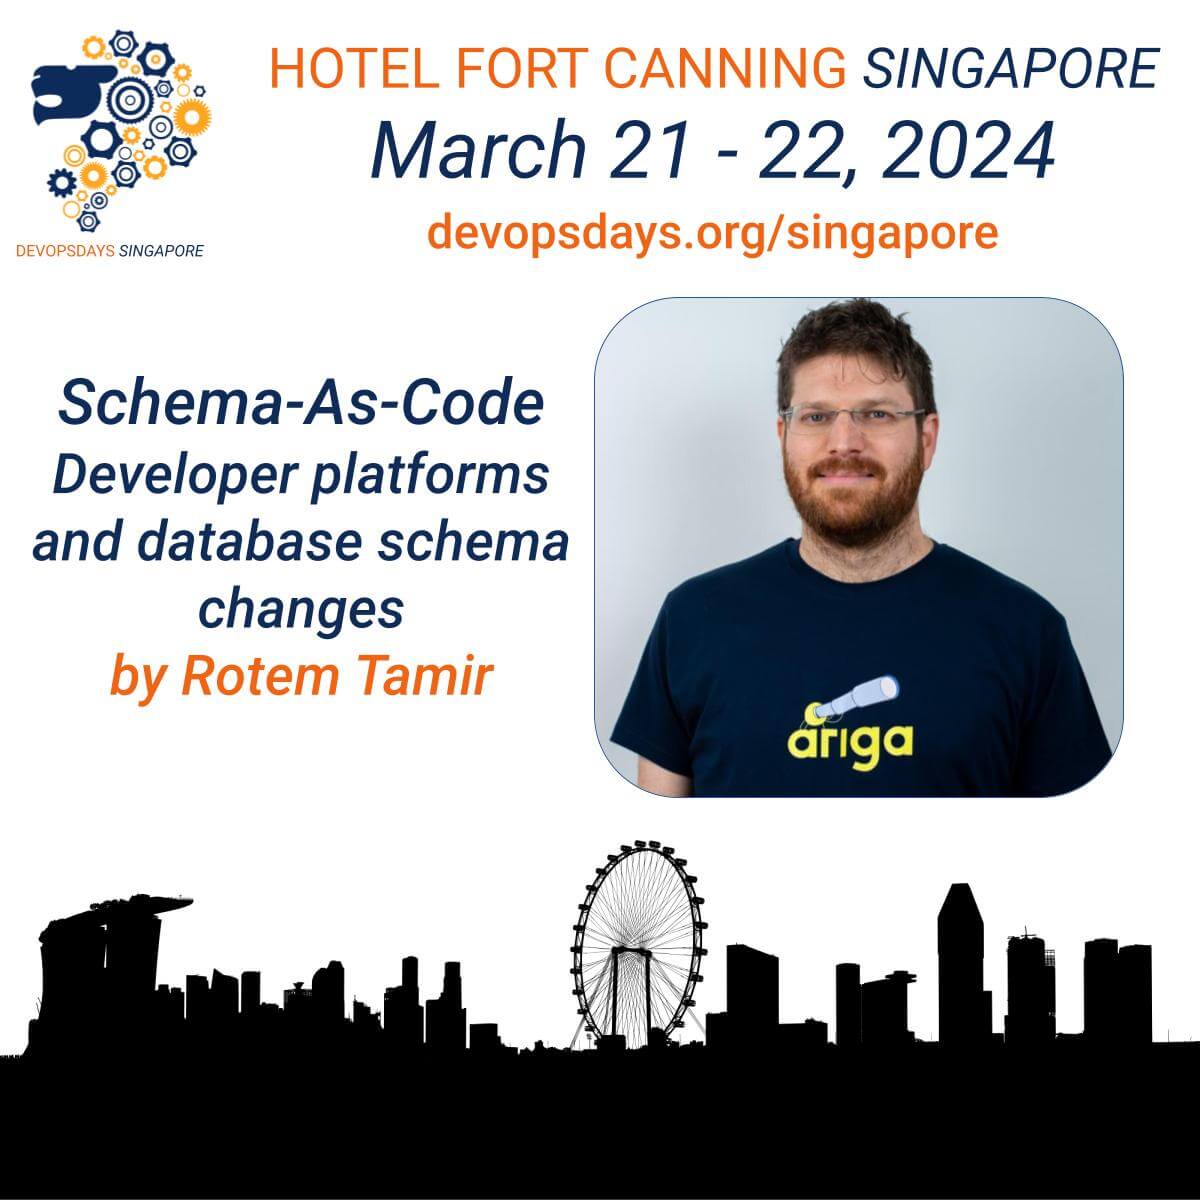 HOTEL FORT CANNING SINGAPORE
March 21 - 22, 2024
devopsdays.org/singapore
DEVOPSDAYS SINGAPORE
Schema-As-Code
Developer platforms
and database schema
changes
by Rotem Tamir
ariga